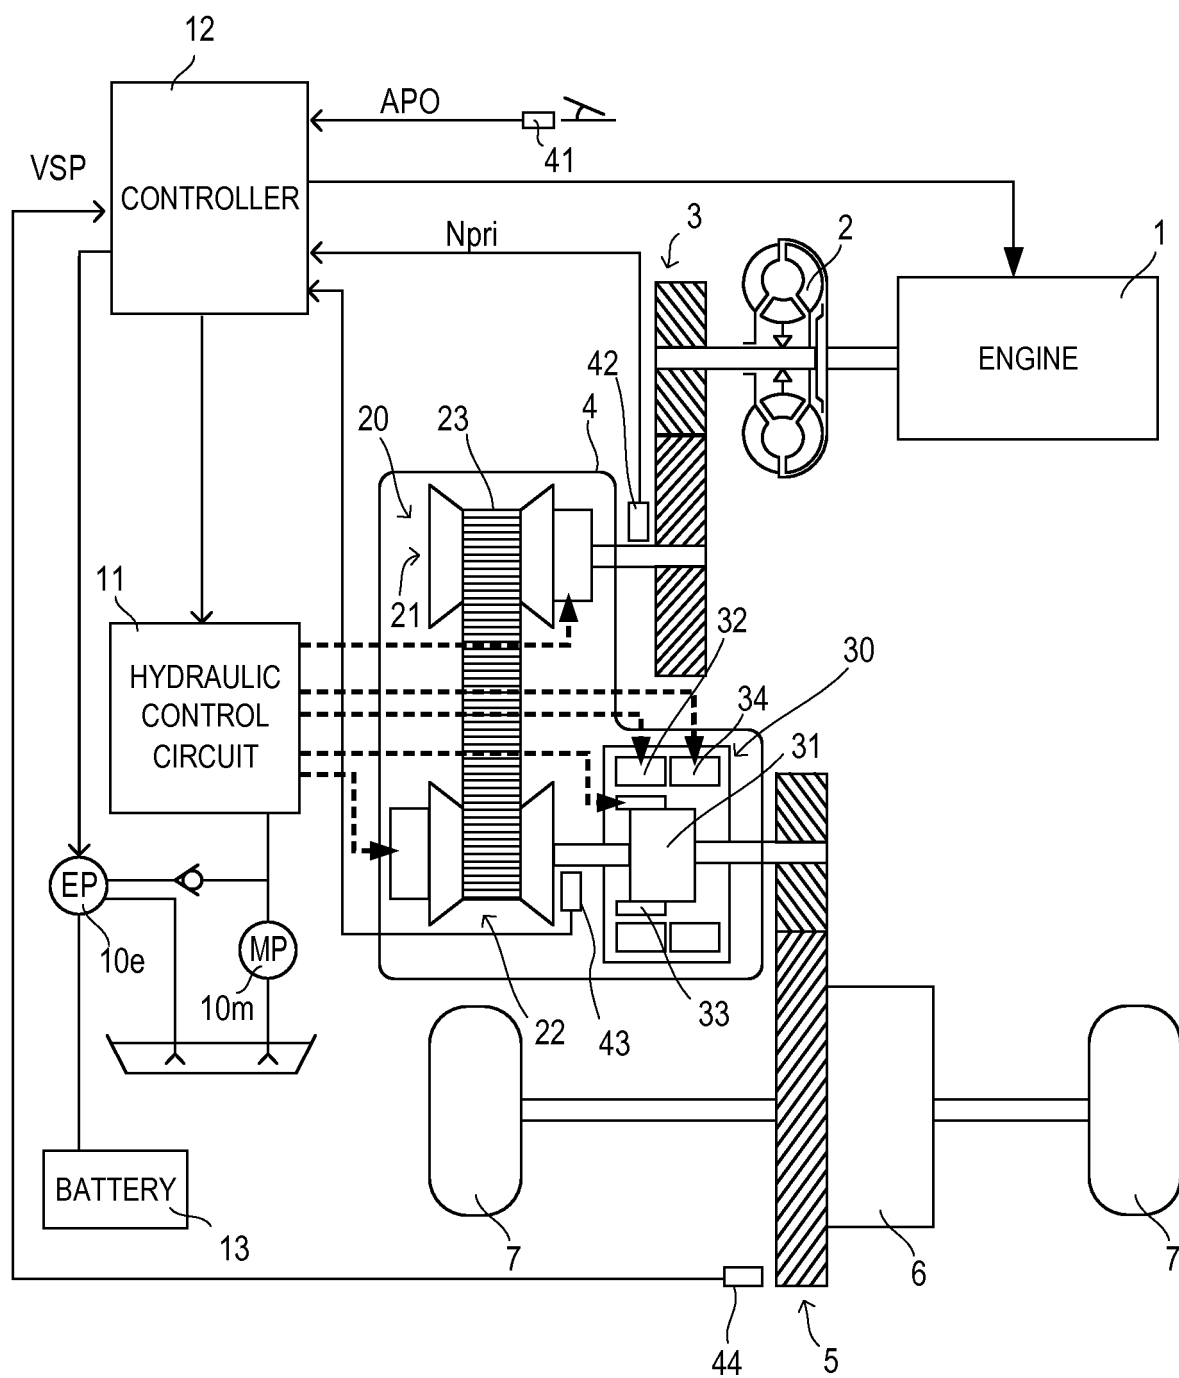 12
APO
41
VSP
CONTROLLER
Npri
3
2
1
ENGINE
42
4
20
23
21
11
HYDRAULIC
CONTROL
CIRCUIT
32
30
34
31
EP
10e
MP
10m
22
43
33
BATTERY
13
7
6
7
44
5